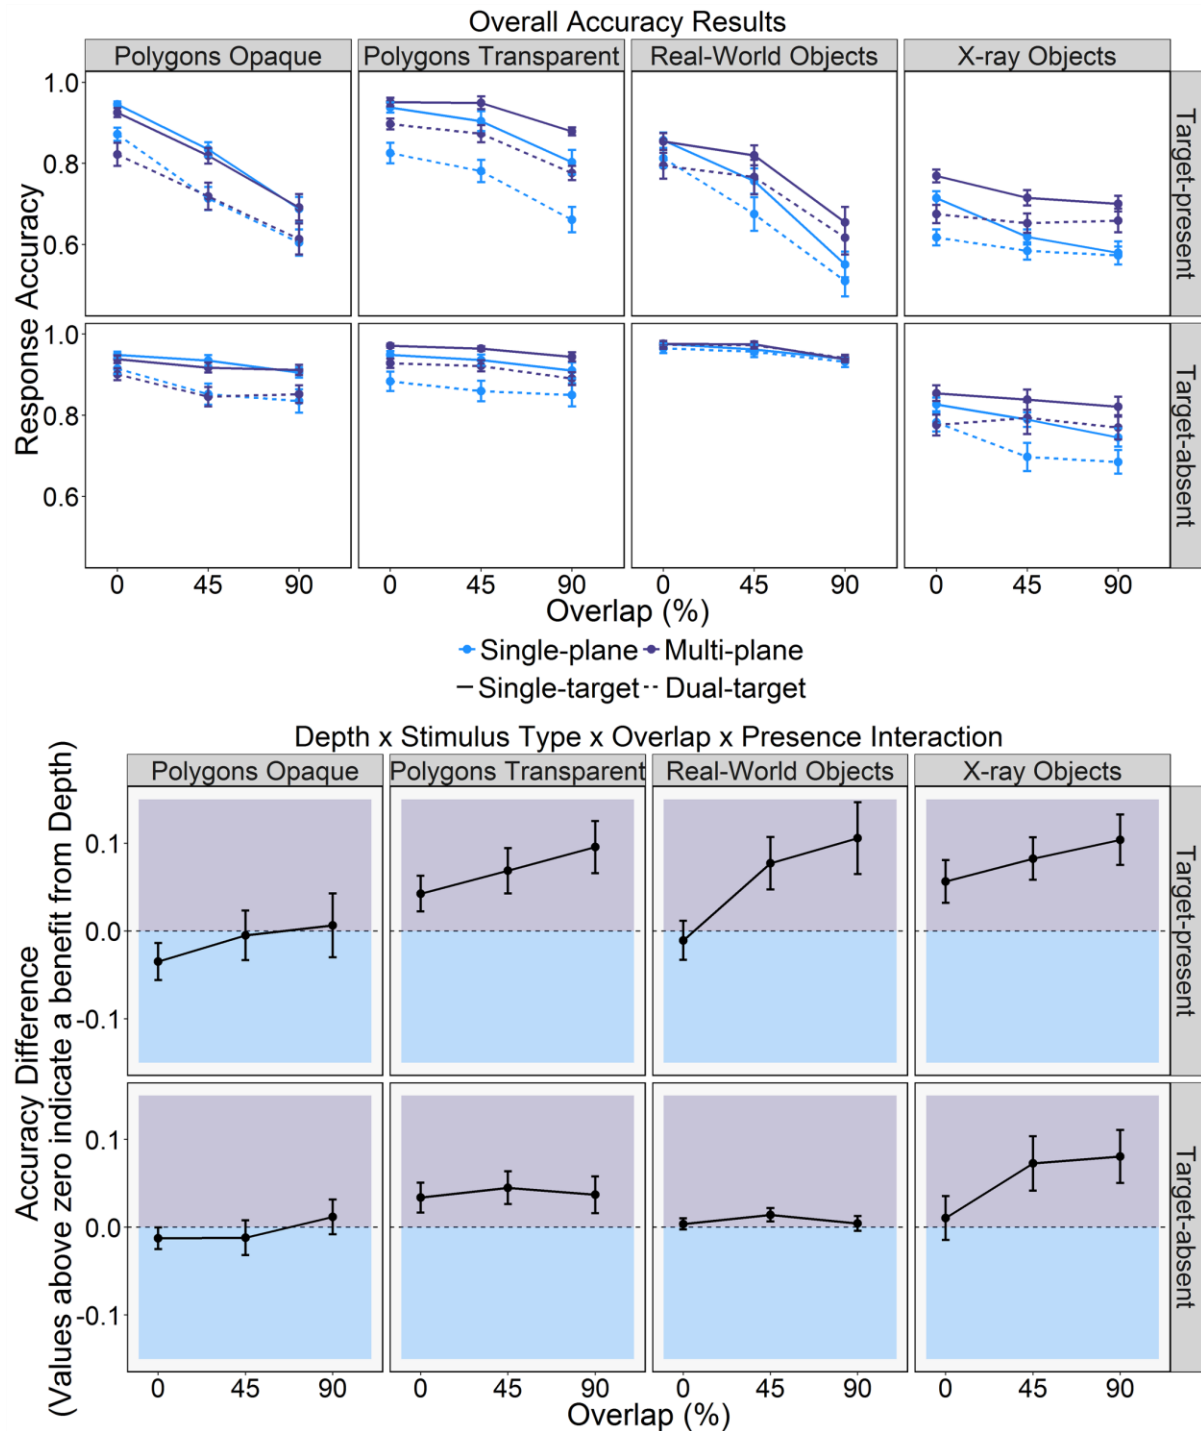 Overall Accuracy Results
Polygons Opaque
Polygons Transparent
Real-World Objects
X-ray Objects
Response Accuracy
1.0
0.8
0.6
Target-present
1.0
0.8
0.6
Target-absent
0 45 90 0 45 90 0 45 90 0 45 90
Overlap (%)
Single-plane Multi-plane
Single-target Dual-target
Depth x Stimulus Type x Overlap x Presence Interaction
Polygons Opaque
Polygons Transparent
Real-World Objects
X-ray Objects
Accuracy Difference
(Values above zero indicate a benefit from Depth)
0.1
0.0
-0.1
Target-present
0.1
0.0
-0.1
Target-absent
0 45 90 0 45 90 0 45 90 0 45 90
Overlap (%)